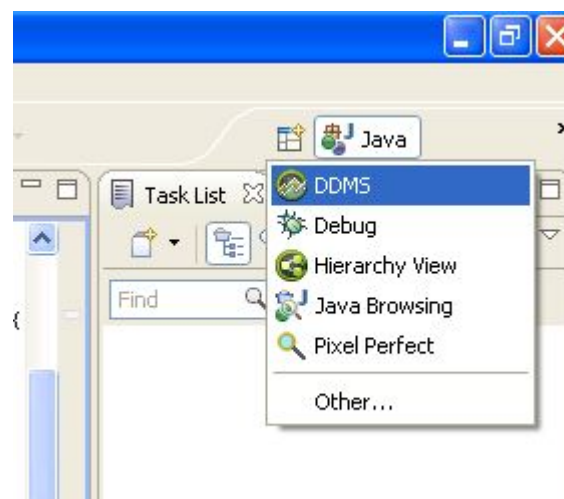 Java
Task List
DDMS
Debug
Find
Hierarchy View
{
Java Browsing
Pixel Perfect
Other...